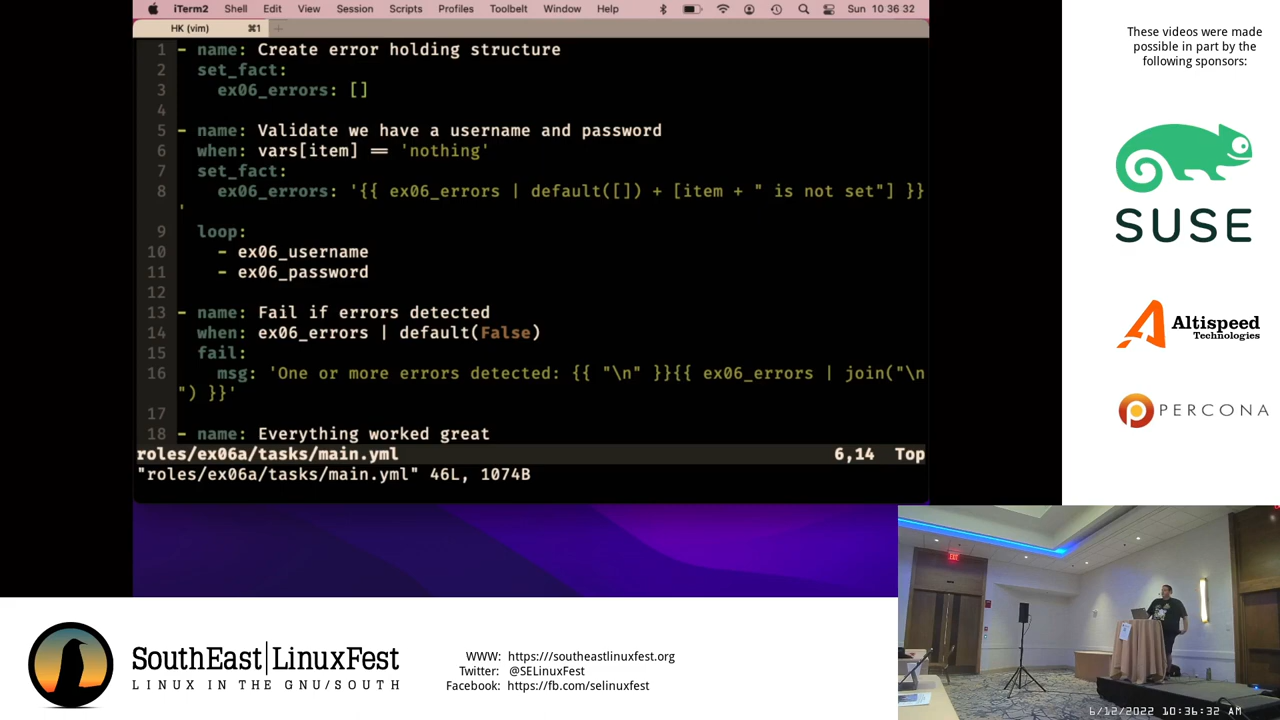 iTerm2 Shell Edit View Session Scripts Profiles Toolbelt Window Help Sun 10 36 32
HK (vim) ⌘1
1 - name: Create error holding structure
2 set_fact:
3 ex06_errors: []
4
5 - name: Validate we have a username and password
6 when: vars[item] == 'nothing'
7 set_fact:
8 ex06_errors: '{{ ex06_errors | default([]) + [item + " is not set"] }}
'
9 loop:
10 - ex06_username
11 - ex06_password
12
13 - name: Fail if errors detected
14 when: ex06_errors | default(False)
15 fail:
16 msg: 'One or more errors detected: {{ "\n" }}{{ ex06_errors | join("\n
") }}'
17
18 - name: Everything worked great
roles/ex06a/tasks/main.yml 6,14 Top
"roles/ex06a/tasks/main.yml" 46L, 1074B
These videos were made
possible in part by the
following sponsors:
SUSE
Altispeed
Technologies
PERCONA
EXIT
6/12/2022 10:36:32 AM
SouthEast|LinuxFest
LINUX IN THE GNU/SOUTH
WWW: https:///southeastlinuxfest.org
Twitter: @SELinuxFest
Facebook: https://fb.com/selinuxfest